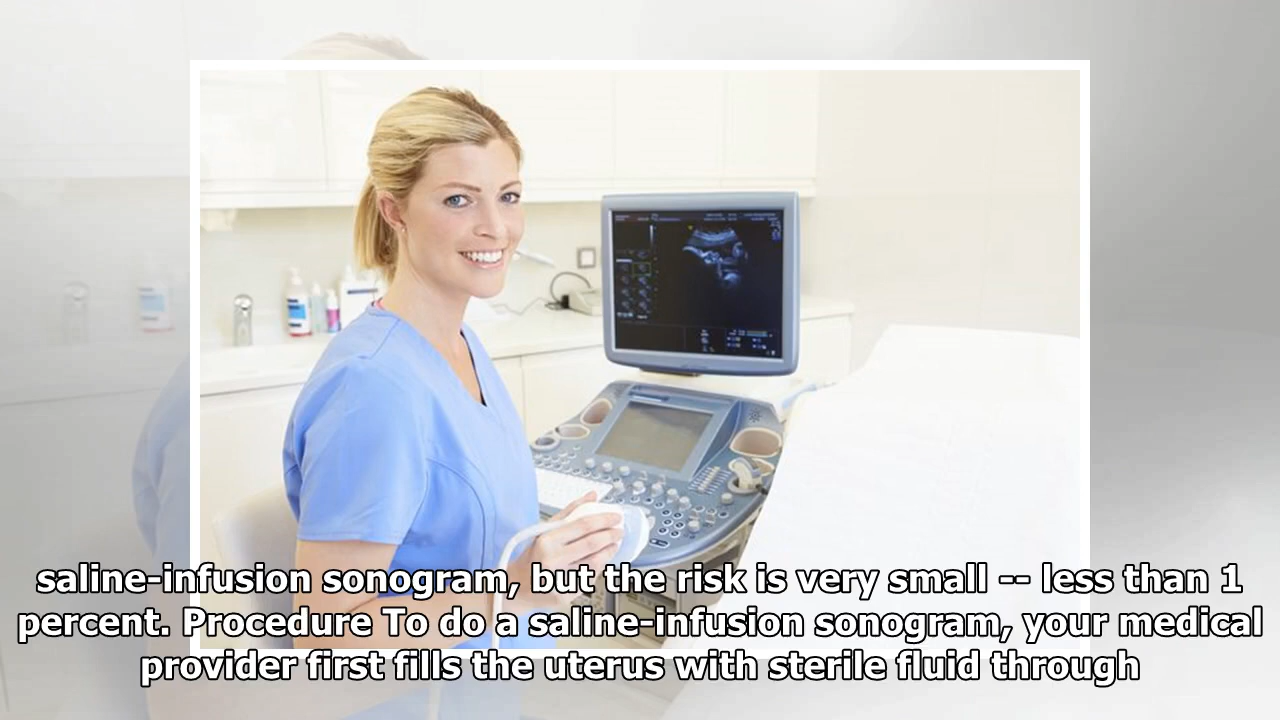 saline-infusion sonogram, but the risk is very small -- less than 1
percent. Procedure To do a saline-infusion sonogram, your medical
provider first fills the uterus with sterile fluid through